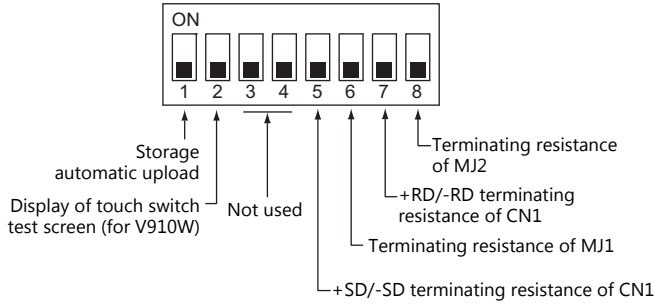 ON
1 2 3 4 5 6 7 8
Storage
automatic upload
Display of touch switch
test screen (for V910W)
Not used
Terminating resistance
of MJ2
+RD/-RD terminating
resistance of CN1
Terminating resistance of MJ1
+SD/-SD terminating resistance of CN1